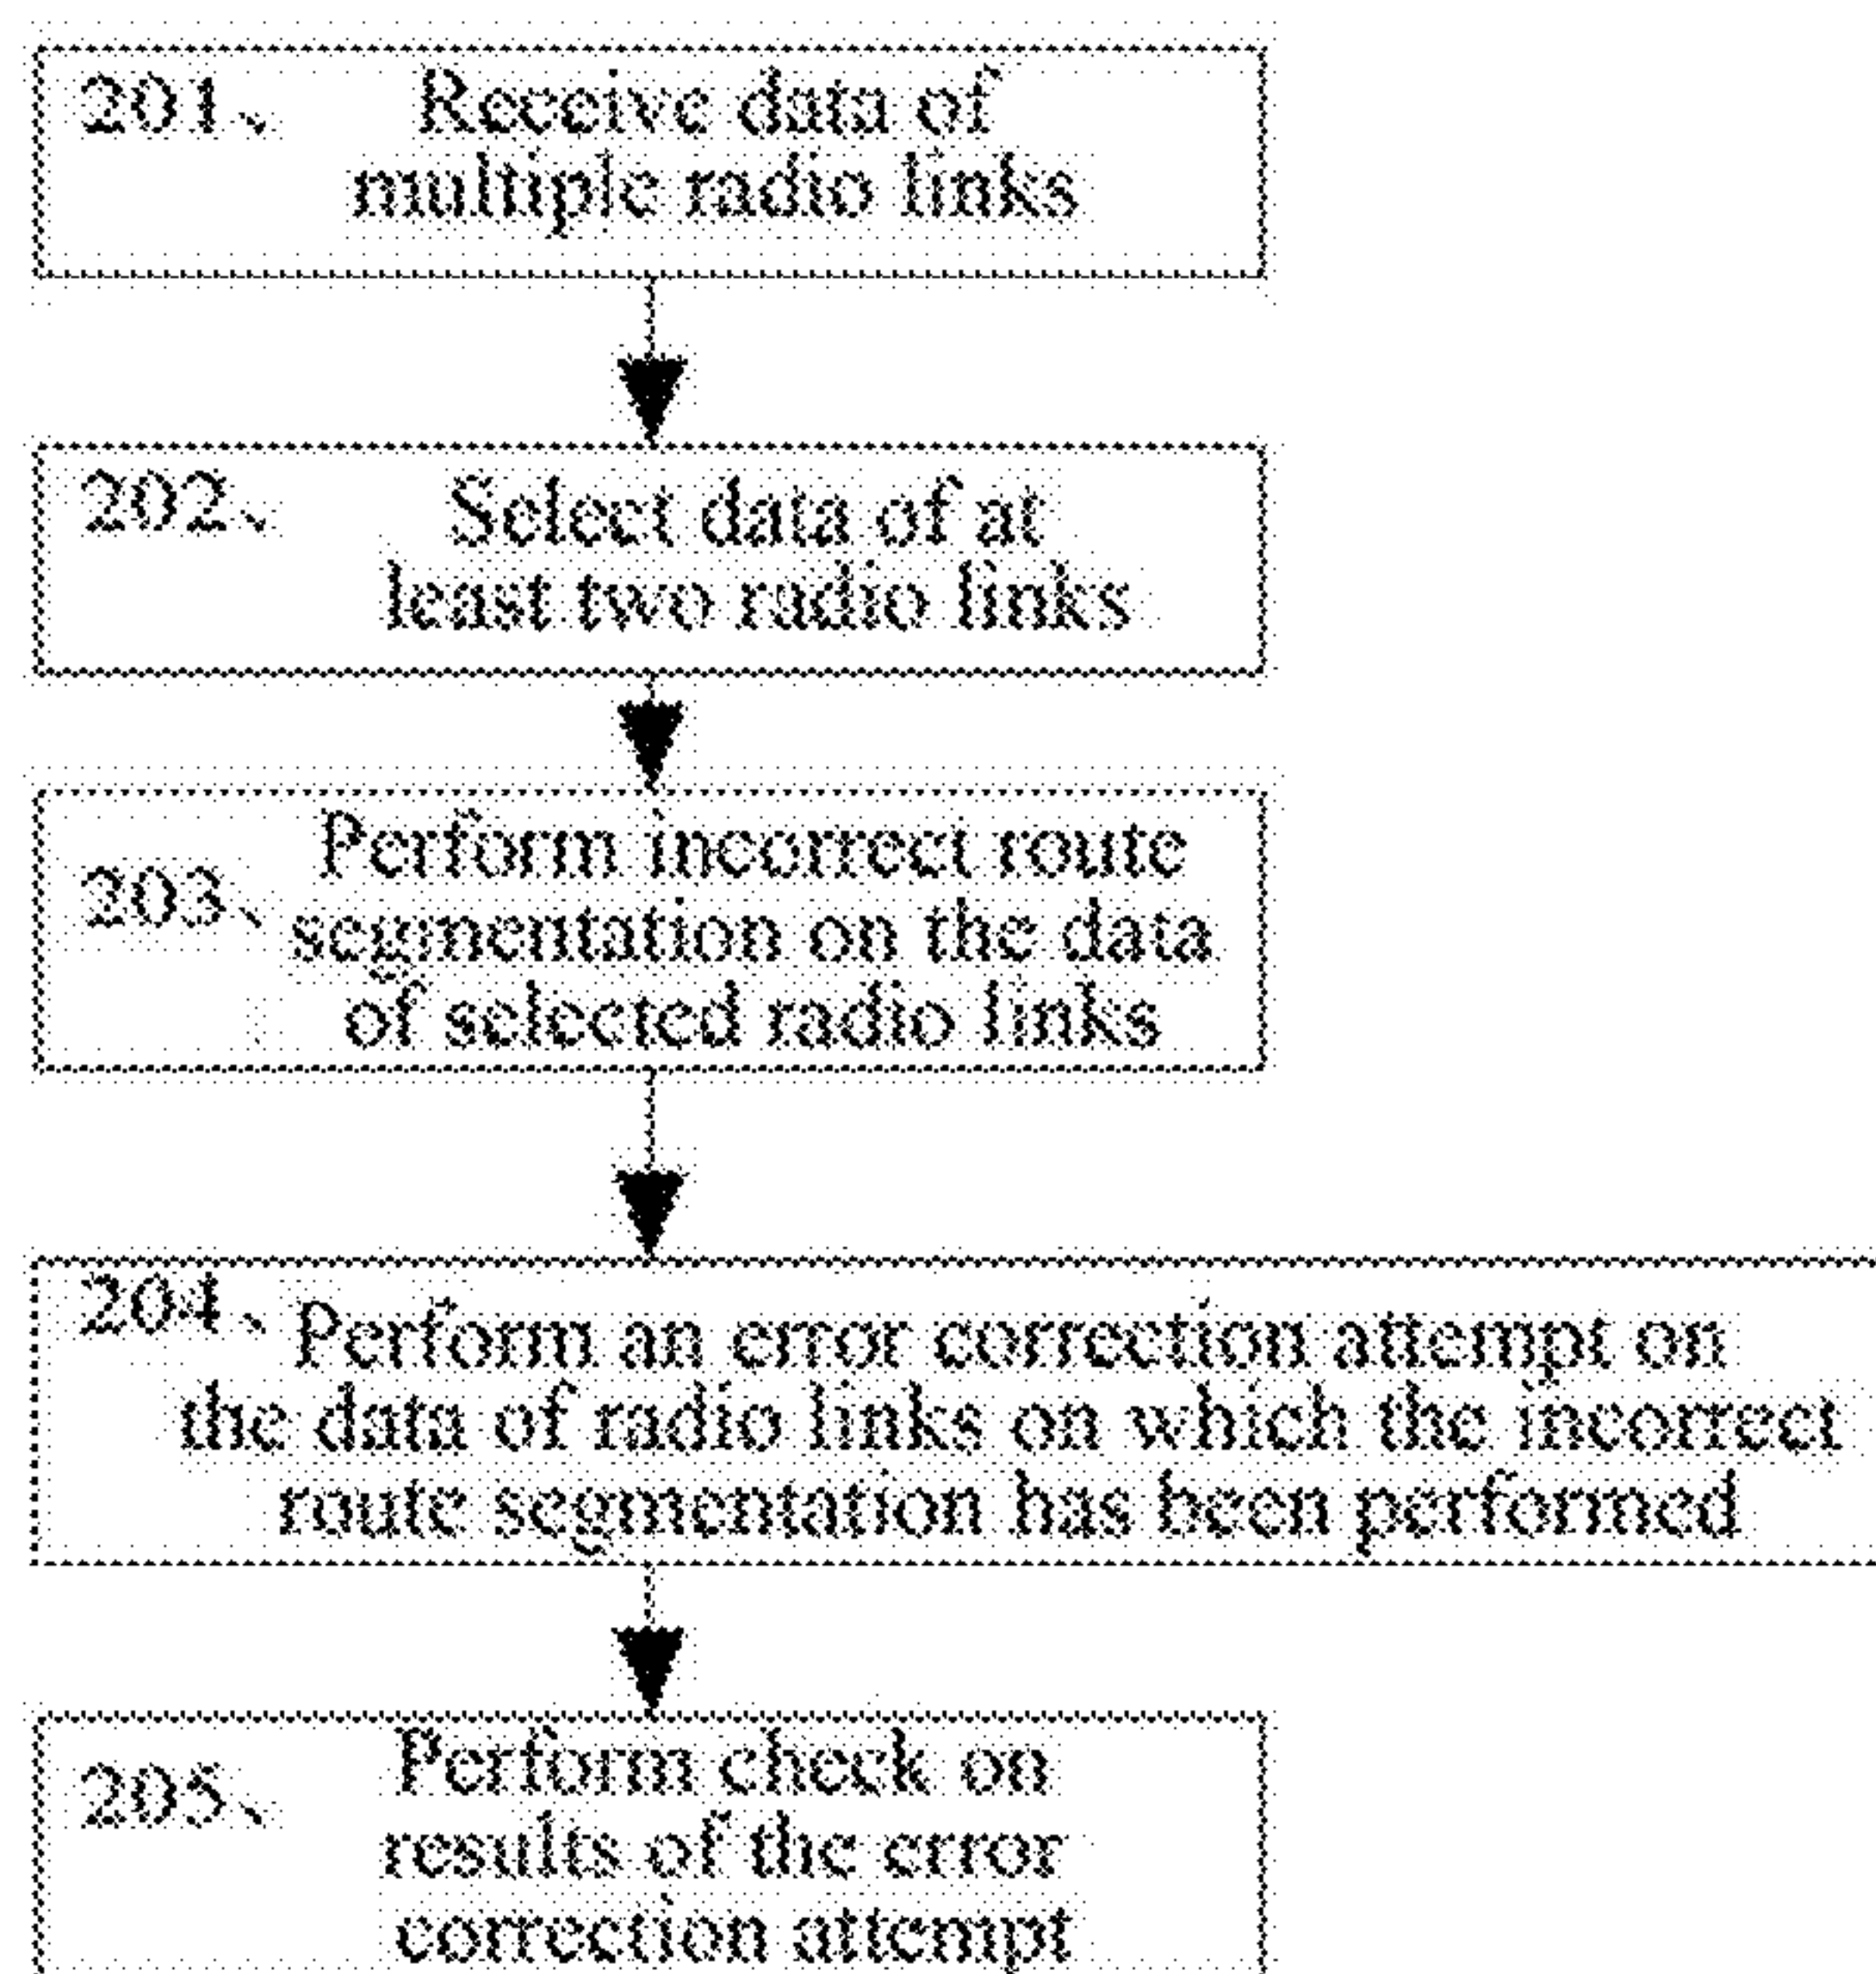 201、 Receive data of
multiple radio links
202、 Select data of at
least two radio links
Perform incorrect route
203、 segmentation on the data
of selected radio links
204、 Perform an error correction attempt on
the data of radio links on which the incorrect
route segmentation has been performed
205、 Perform check on
results of the error
correction attempt